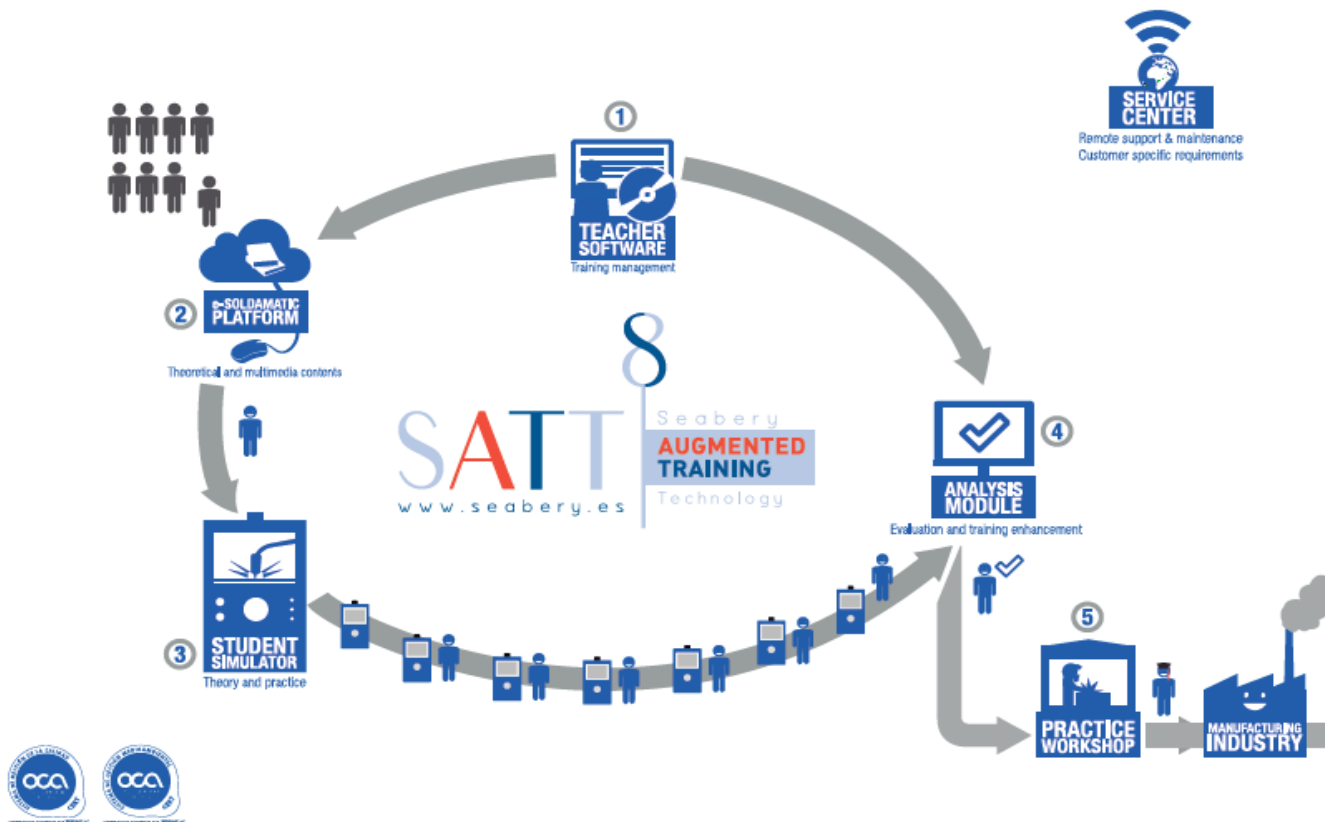 SERVICE
CENTER
Remote support & maintenance
Customer specific requirements
1
TEACHER
SOFTWARE
Training management
2
e-SOLDAMATIC
PLATFORM
Theoretical and multimedia contents
SATT
www.seabery.es
Seabery
AUGMENTED
TRAINING
Technology
4
ANALYSIS
MODULE
Evaluation and training enhancement
3
STUDENT
SIMULATOR
Theory and practice
5
PRACTICE
WORKSHOP
MANUFACTURING
INDUSTRY
oca
oca